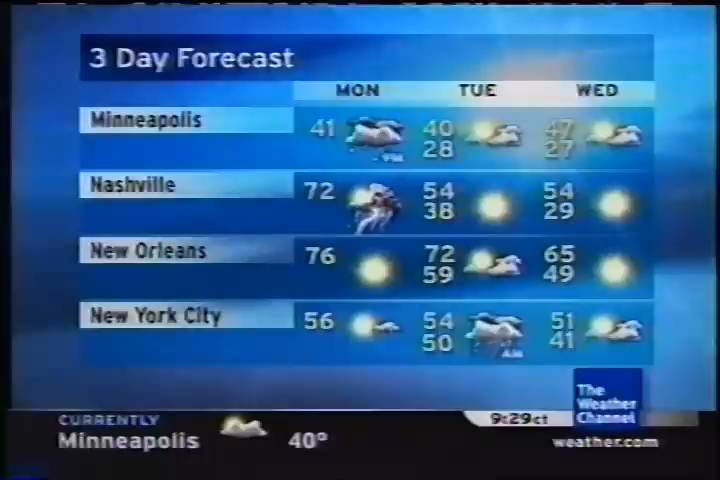 3 Day Forecast
MON TUE WED
Minneapolis 41 40 47
PM 28 27
Nashville 72 54 54
38 29
New Orleans 76 72 65
59 49
New York City 56 54 51
50 AM 41
The
Weather
Channel
CURRENTLY
9:29CT
Minneapolis 40°
weather.com